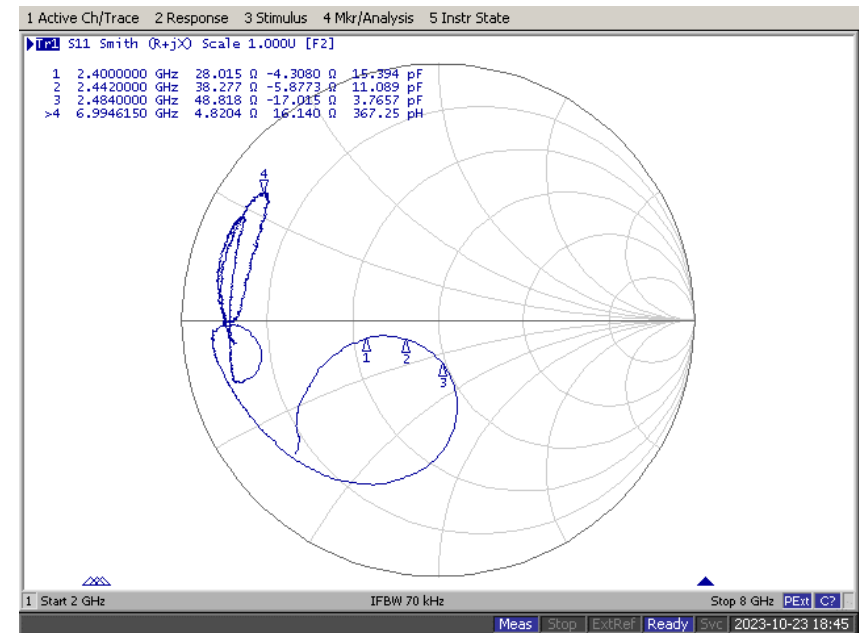 1 Active Ch/Trace 2 Response 3 Stimulus 4 Mkr/Analysis 5 Instr State
Tr1 S11 Smith (R+jX) Scale 1.000U [F2]
1 2.4000000 GHz 28.015 Ω -4.3080 Ω 15.394 pF
2 2.4420000 GHz 38.277 Ω -5.8773 Ω 11.089 pF
3 2.4840000 GHz 48.818 Ω -17.015 Ω 3.7657 pF
>4 6.9946150 GHz 4.8204 Ω 16.140 Ω 367.25 pH
4
1
2
3
1 Start 2 GHz IFBW 70 kHz Stop 8 GHz PExt C?
Meas Stop ExtRef Ready Svc 2023-10-23 18:45